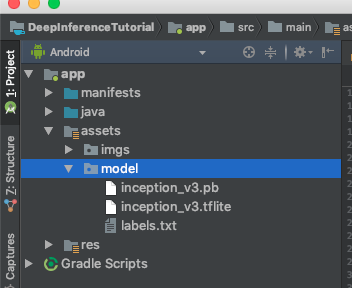 DeepInferenceTutorial app src main as
Android
app
manifests
java
assets
imgs
model
inception_v3.pb
inception_v3.tflite
labels.txt
res
Gradle Scripts
1: Project
Z: Structure
Captures